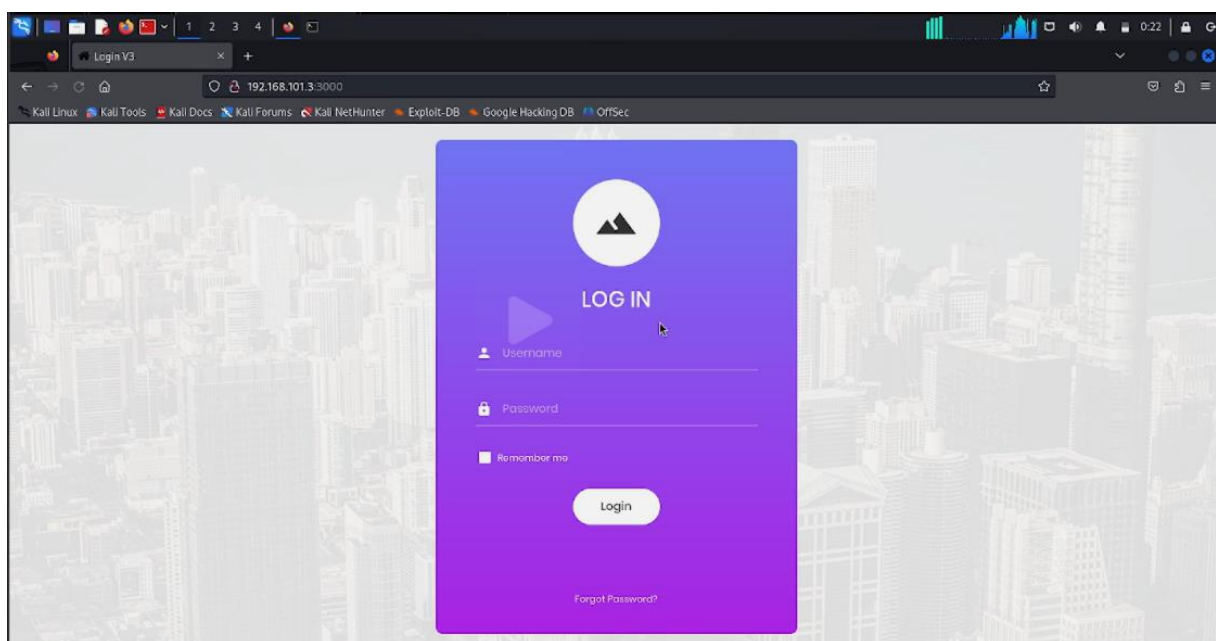 1 2 3 4 0:22
Login V3
192.168.101.3:3000
Kali Linux Kali Tools Kali Docs Kali Forums Kali NetHunter Exploit-DB Google Hacking DB OffSec
LOG IN
Username
Password
Remember me
Login
Forgot Password?